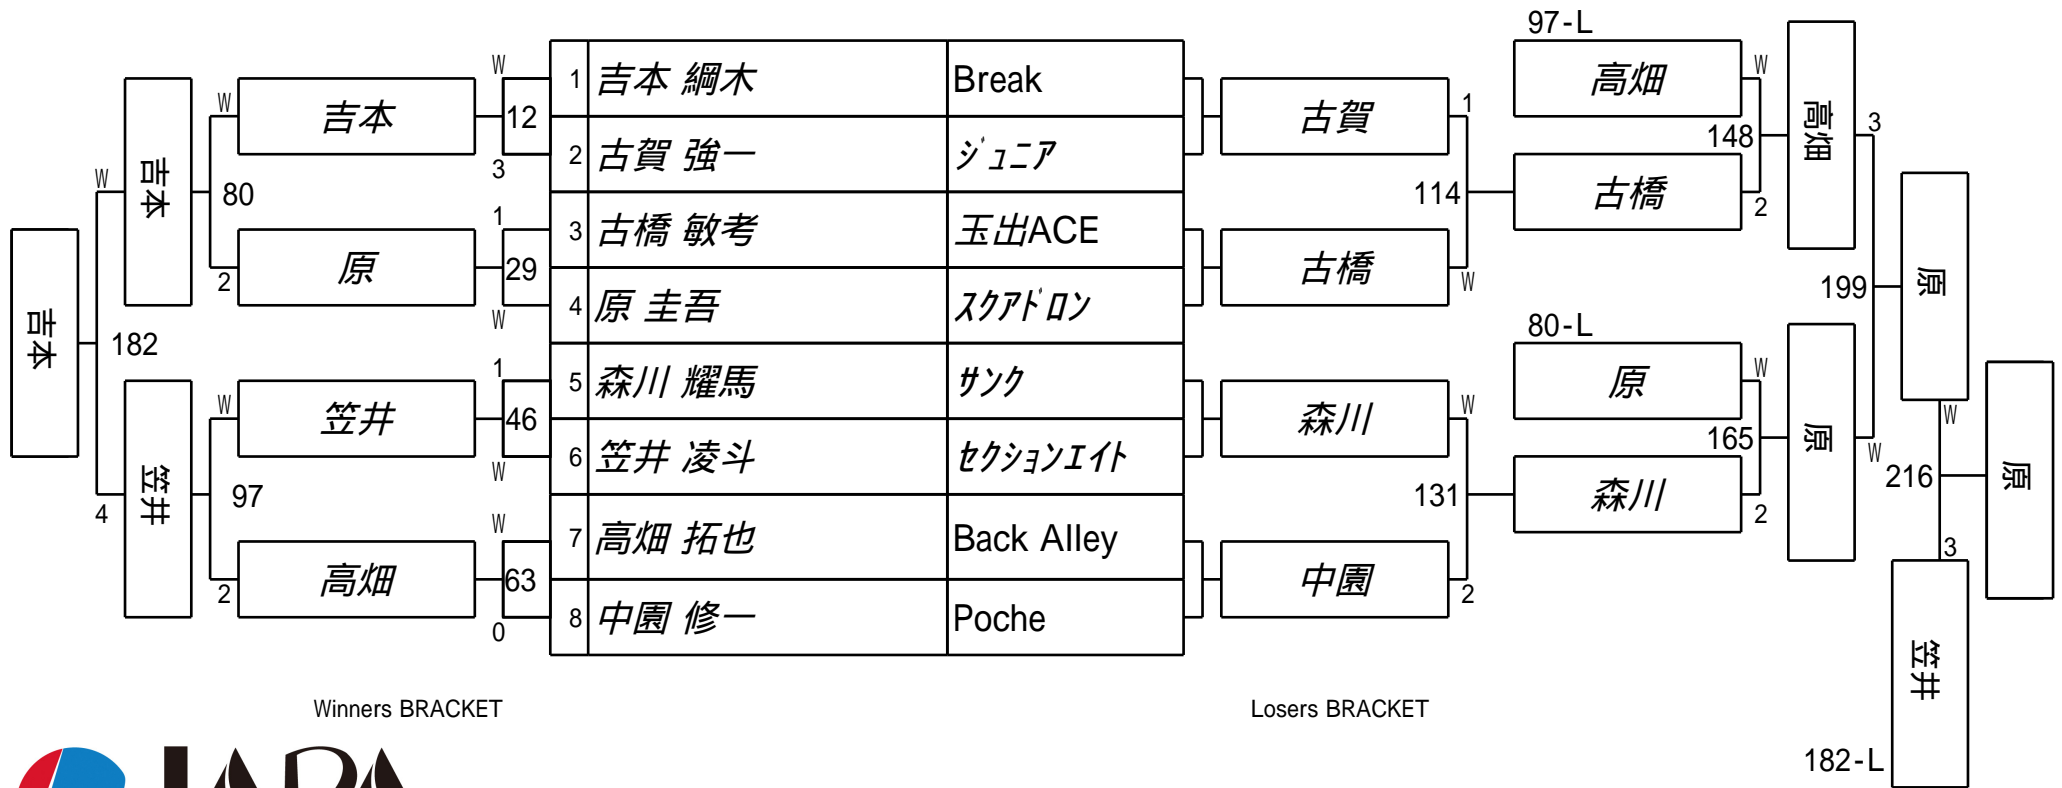 97-L
W 1 吉本 綱木 Break 高畑 W
W 吉本 12 古賀 1 高畑 3
3 2 古賀 強一 ジュニア 148
W 吉本 80 114 古橋 2
1 3 古橋 敏考 玉出ACE
2 原 29 古橋 W 199 原
W 4 原 圭吾 スクアドロン
80-L
吉本 182
1 5 森川 耀馬 サンク 原 W
W 笠井 46 森川 W 165 原 W W
W 6 笠井 凌斗 セクションエイト 216 原
4 笠井 97 131 森川 2
W 7 高畑 拓也 Back Alley 3
2 高畑 63 中園 2
0 8 中園 修一 Poche 笠井
Winners BRACKET Losers BRACKET
182-L
JAPA